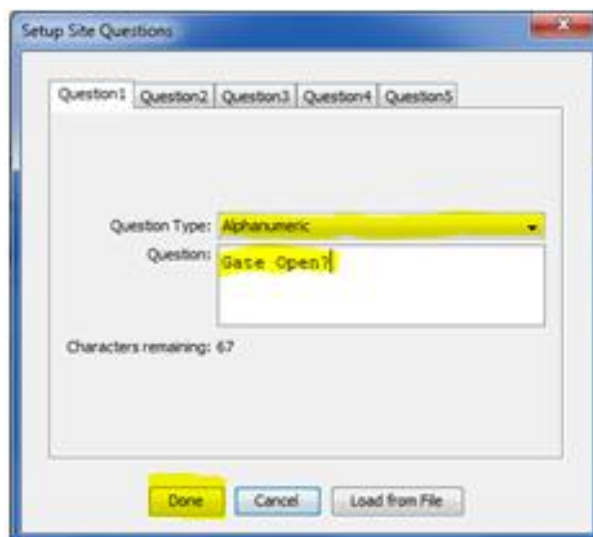 Setup Site Questions
Question1 Question2 Question3 Question4 Question5
Question Type: Alphanumeric
Question: Gate Open?
Characters remaining: 67
Done Cancel Load from File